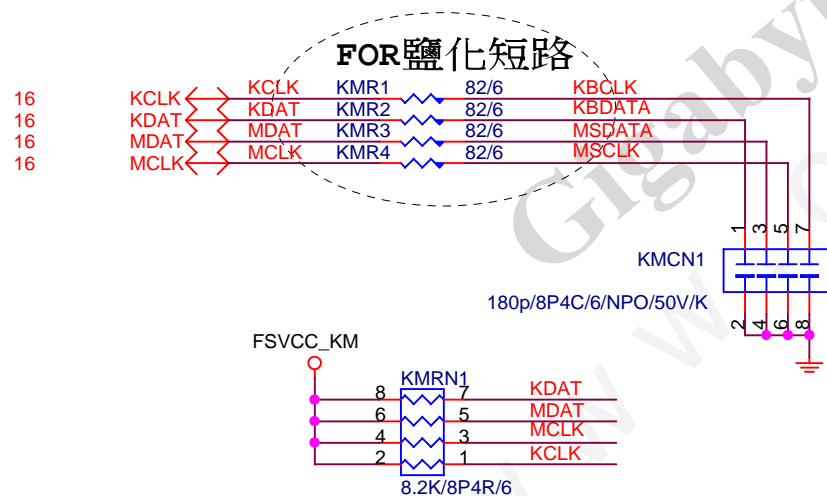 FOR鹽化短路
16 KCLK KCLK KMR1 82/6 KBCLK
16 KDAT KDAT KMR2 82/6 KBDATA
16 MDAT MDAT KMR3 82/6 MSDATA
16 MCLK MCLK KMR4 82/6 MSCLK
1 3 5 7
KMCN1
180p/8P4C/6/NPO/50V/K
2 4 6 8
FSVCC_KM
KMRN1
8 7 KDAT
6 5 MDAT
4 3 MCLK
2 1 KCLK
8.2K/8P4R/6
Gigaby
w w